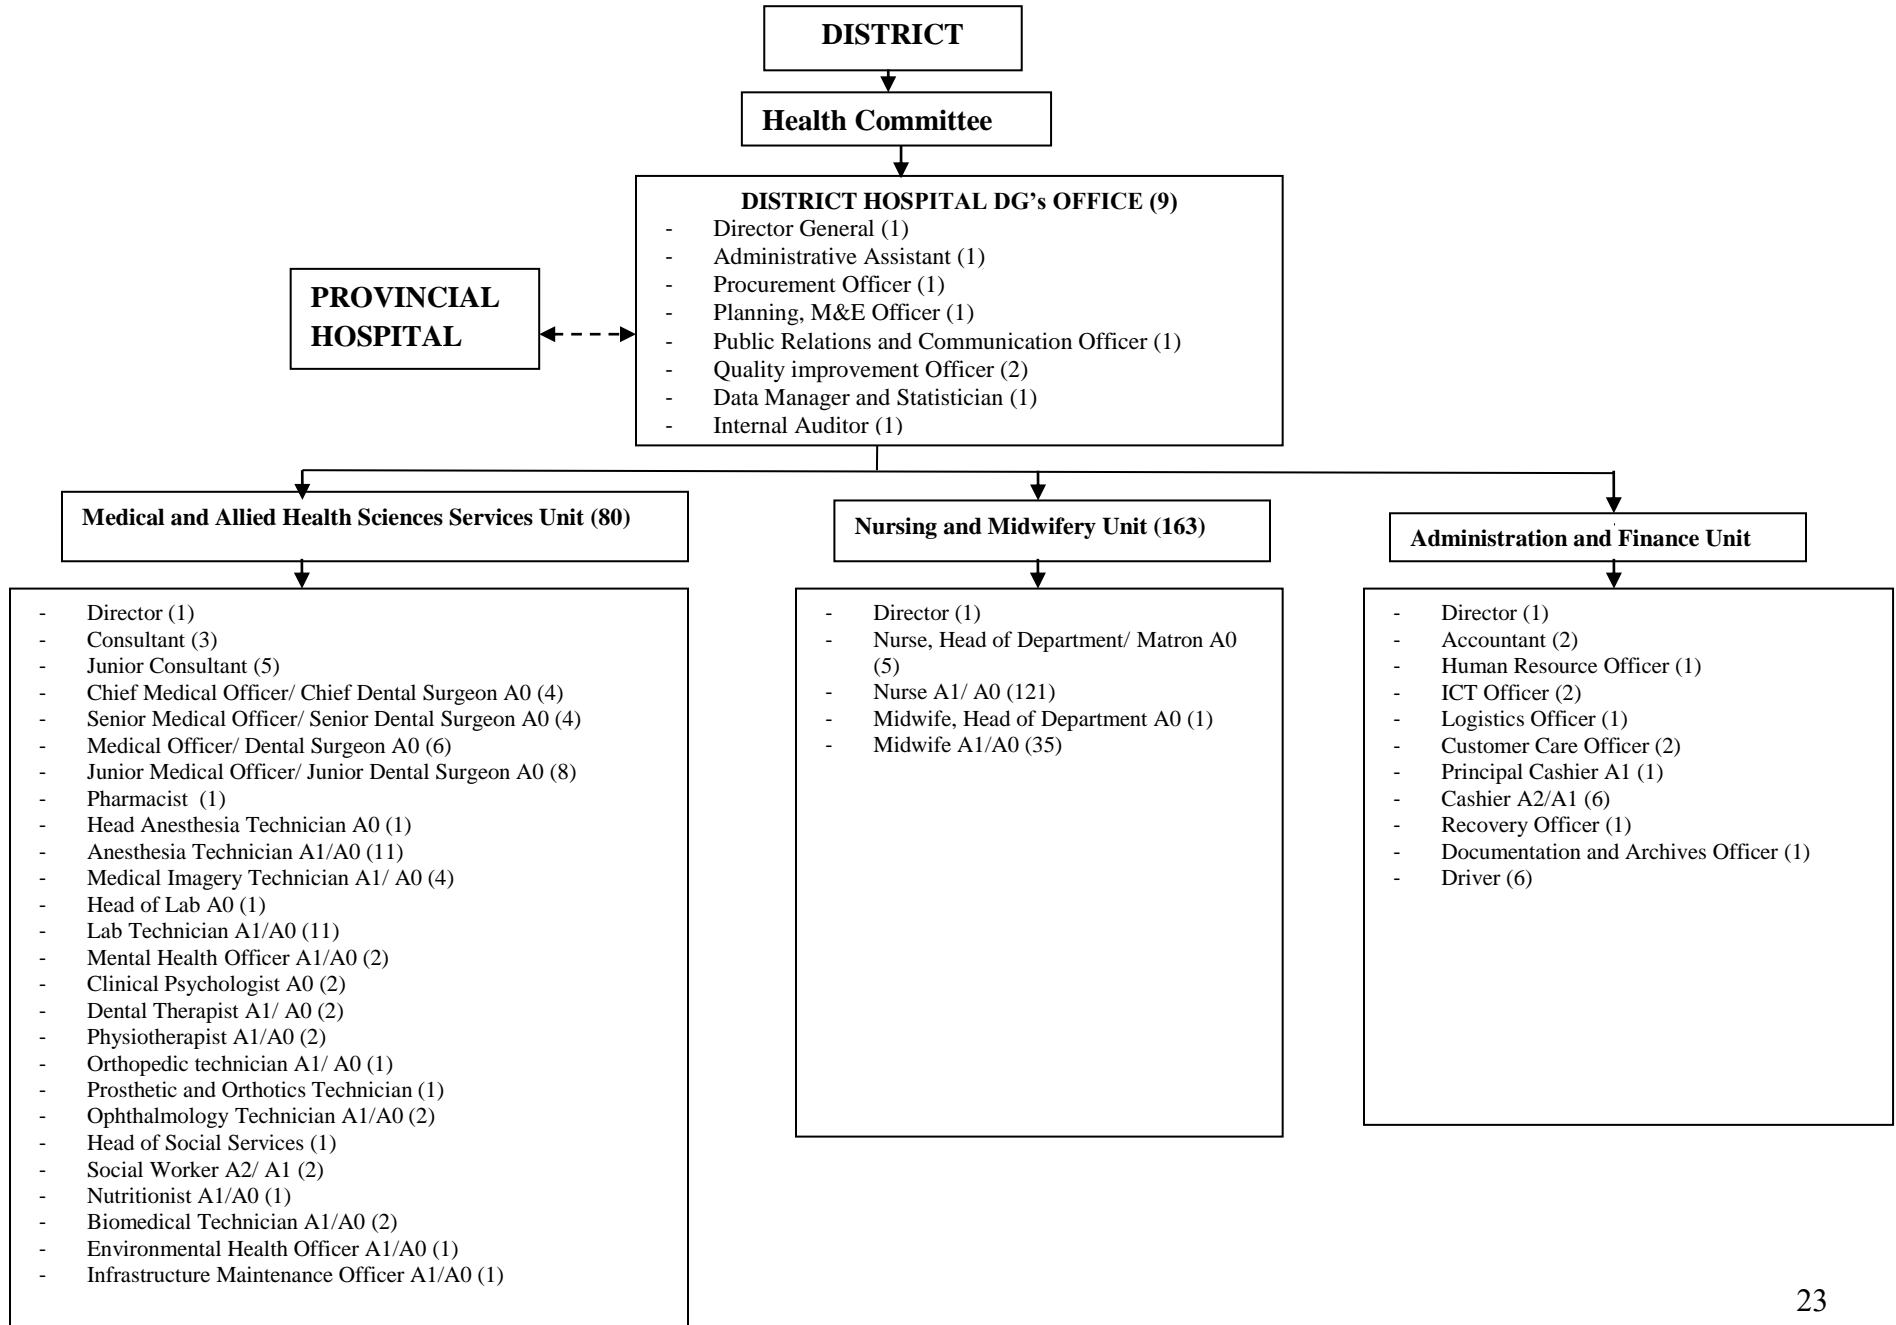 DISTRICT
Health Committee
DISTRICT HOSPITAL DG's OFFICE (9)
- Director General (1)
- Administrative Assistant (1)
- Procurement Officer (1)
- Planning, M&E Officer (1)
- Public Relations and Communication Officer (1)
- Quality improvement Officer (2)
- Data Manager and Statistician (1)
- Internal Auditor (1)
PROVINCIAL
HOSPITAL
Medical and Allied Health Sciences Services Unit (80)
- Director (1)
- Consultant (3)
- Junior Consultant (5)
- Chief Medical Officer/ Chief Dental Surgeon A0 (4)
- Senior Medical Officer/ Senior Dental Surgeon A0 (4)
- Medical Officer/ Dental Surgeon A0 (6)
- Junior Medical Officer/ Junior Dental Surgeon A0 (8)
- Pharmacist  (1)
- Head Anesthesia Technician A0 (1)
- Anesthesia Technician A1/A0 (11)
- Medical Imagery Technician A1/ A0 (4)
- Head of Lab A0 (1)
- Lab Technician A1/A0 (11)
- Mental Health Officer A1/A0 (2)
- Clinical Psychologist A0 (2)
- Dental Therapist A1/ A0 (2)
- Physiotherapist A1/A0 (2)
- Orthopedic technician A1/ A0 (1)
- Prosthetic and Orthotics Technician (1)
- Ophthalmology Technician A1/A0 (2)
- Head of Social Services (1)
- Social Worker A2/ A1 (2)
- Nutritionist A1/A0 (1)
- Biomedical Technician A1/A0 (2)
- Environmental Health Officer A1/A0 (1)
- Infrastructure Maintenance Officer A1/A0 (1)
Nursing and Midwifery Unit (163)
- Director (1)
- Nurse, Head of Department/ Matron A0
(5)
- Nurse A1/ A0 (121)
- Midwife, Head of Department A0 (1)
- Midwife A1/A0 (35)
Administration and Finance Unit
- Director (1)
- Accountant (2)
- Human Resource Officer (1)
- ICT Officer (2)
- Logistics Officer (1)
- Customer Care Officer (2)
- Principal Cashier A1 (1)
- Cashier A2/A1 (6)
- Recovery Officer (1)
- Documentation and Archives Officer (1)
- Driver (6)
23